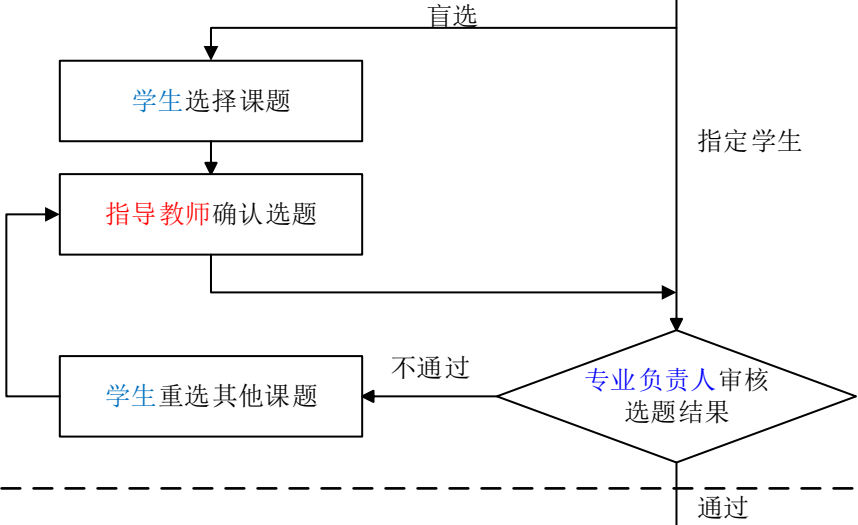 盲选
学生选择课题
指定学生
指导教师确认选题
不通过
专业负责人审核
选题结果
学生重选其他课题
通过